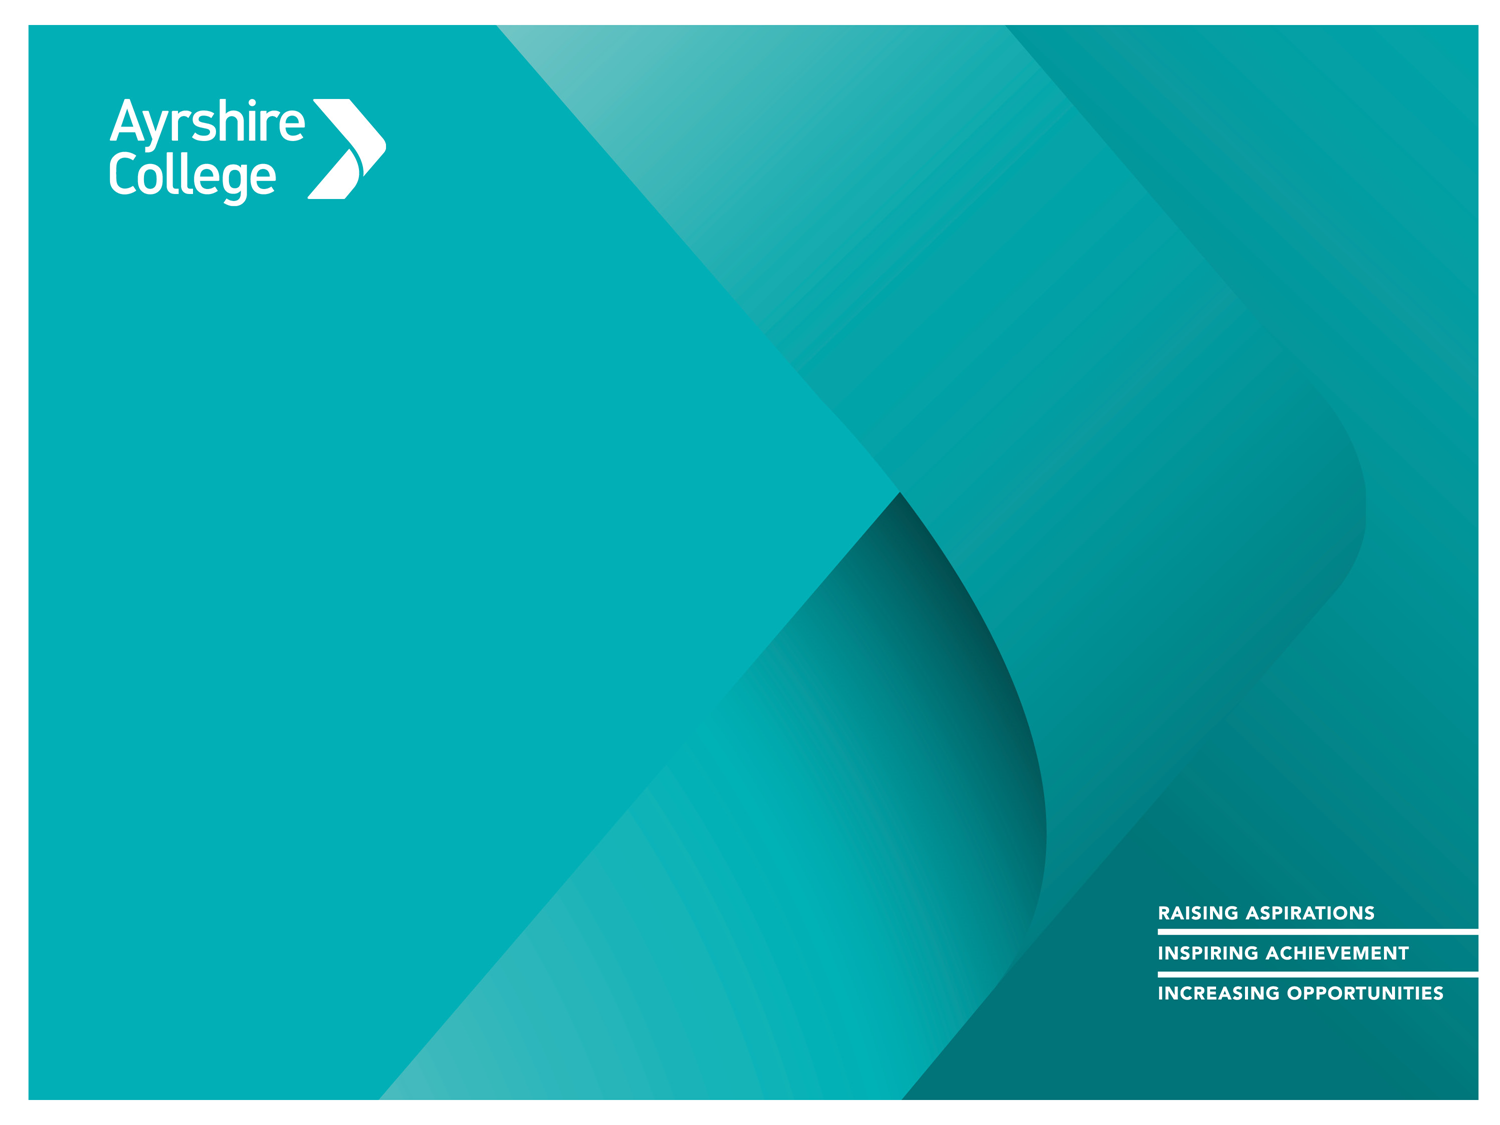 Ayrshire
College
RAISING ASPIRATIONS
INSPIRING ACHIEVEMENT
INCREASING OPPORTUNITIES